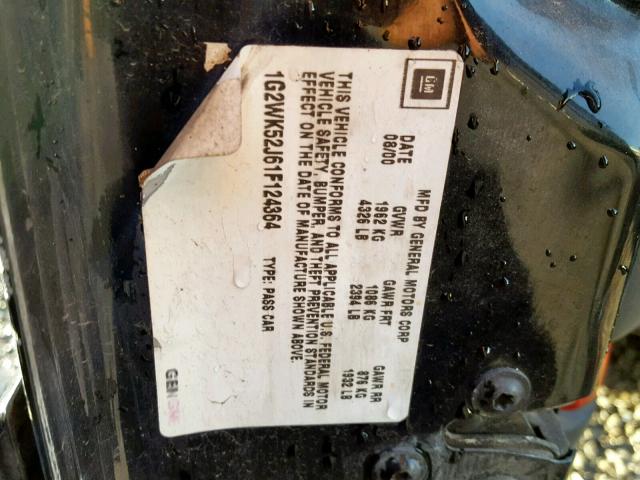 GM
MFD BY GENERAL MOTORS CORP
DATE GVWR GAWR FRT GAWR RR
08/00 1962 KG 1086 KG 876 KG
4326 LB 2394 LB 1932 LB
THIS VEHICLE CONFORMS TO ALL APPLICABLE U.S. FEDERAL MOTOR
VEHICLE SAFETY, BUMPER, AND THEFT PREVENTION STANDARDS IN
EFFECT ON THE DATE OF MANUFACTURE SHOWN ABOVE.
1G2WK52J61F124364 TYPE: PASS CAR